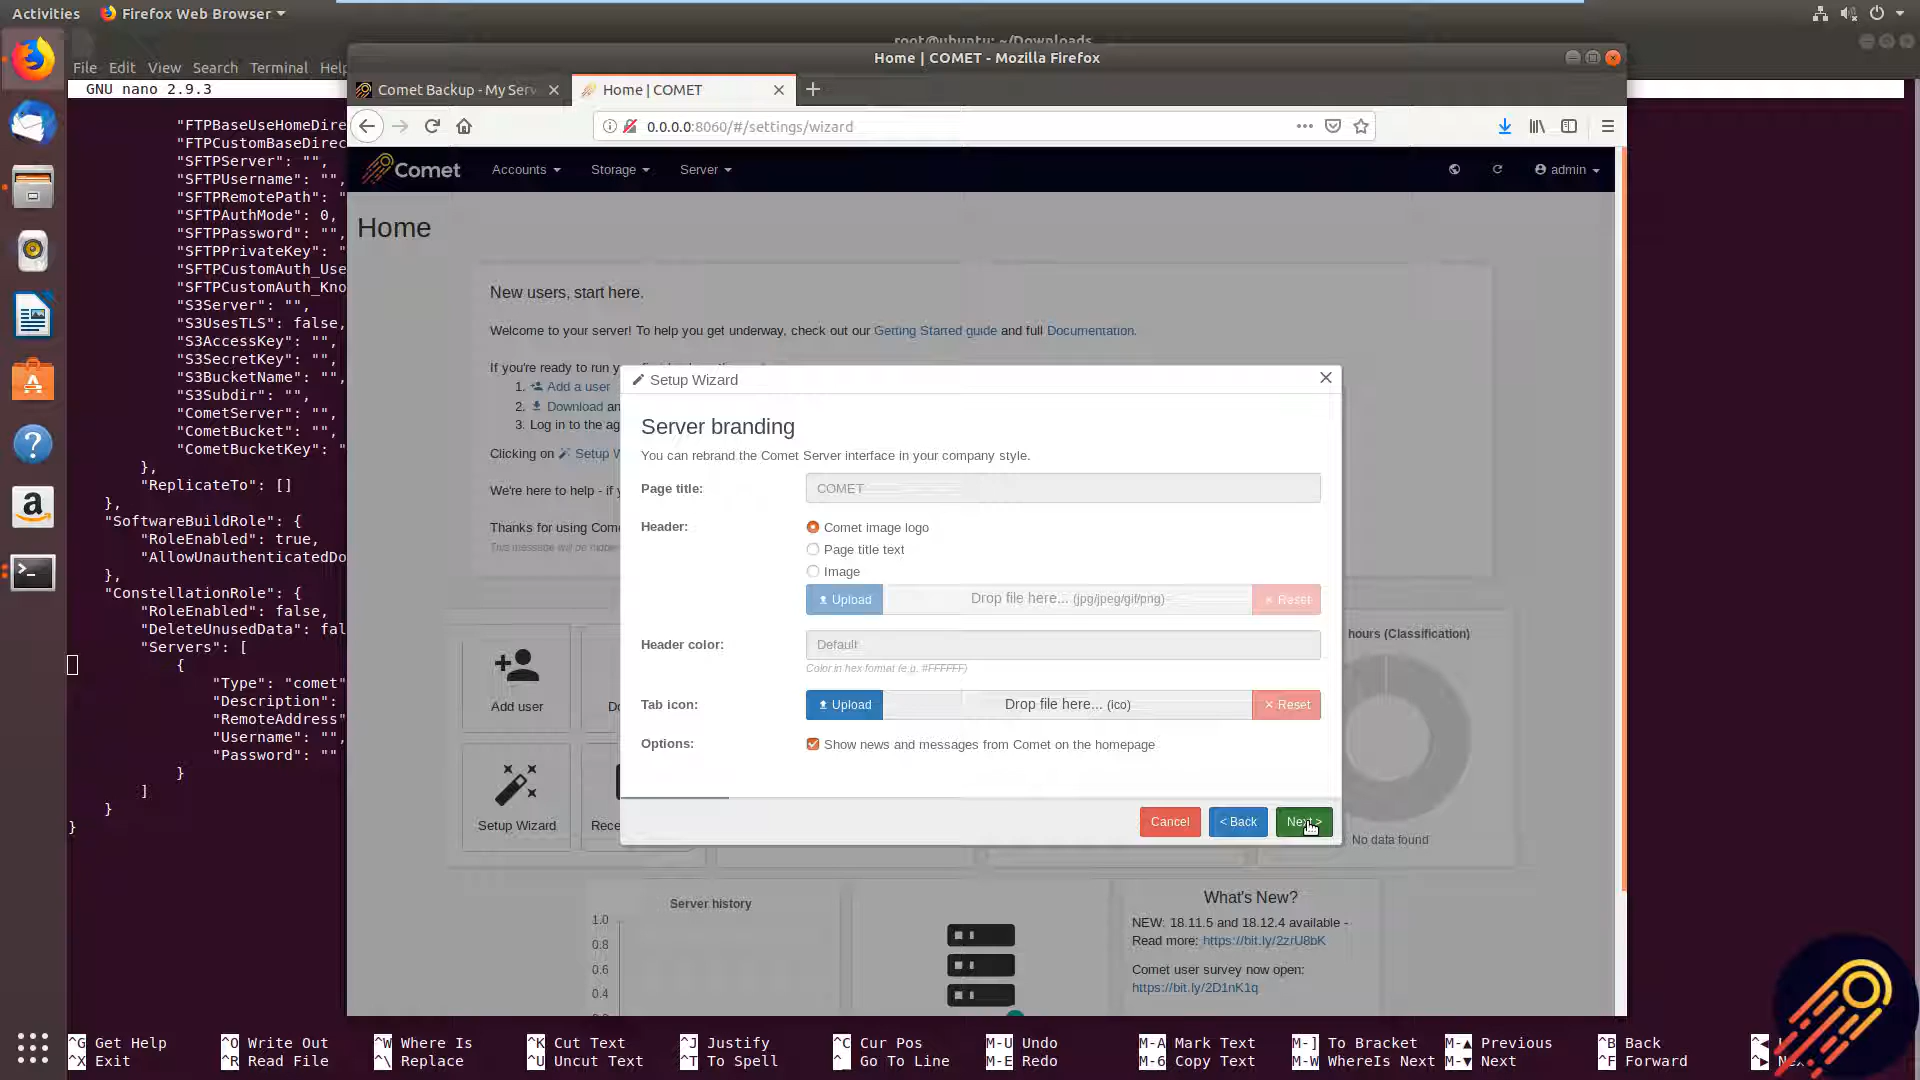 Activities
Firefox Web Browser
root@ubuntu: ~/Downloads
File Edit View Search Terminal Help
Home | COMET - Mozilla Firefox
GNU nano 2.9.3
Comet Backup - My Serv
Home | COMET
0.0.0.0:8060/#/settings/wizard
Comet
Accounts
Storage
Server
admin
Home
New users, start here.
Welcome to your server! To help you get underway, check out our Getting Started guide and full Documentation.
If you're ready to run y
1. Add a user
2. Download an
3. Log in to the ag
Clicking on Setup W
We're here to help - if y
Thanks for using Come
This message will be
"FTPBaseUseHomeDire
"FTPCustomBaseDirec
"SFTPServer": "",
"SFTPUsername": "",
"SFTPRemotePath": "
"SFTPAuthMode": 0,
"SFTPPassword": "",
"SFTPPrivateKey": "
"SFTPCustomAuth_Use
"SFTPCustomAuth_Kno
"S3Server": "",
"S3UsesTLS": false,
"S3AccessKey": "",
"S3SecretKey": "",
"S3BucketName": "",
"S3Subdir": "",
"CometServer": "",
"CometBucket": "",
"CometBucketKey": "
},
"ReplicateTo": []
},
"SoftwareBuildRole": {
"RoleEnabled": true,
"AllowUnauthenticatedDo
},
"ConstellationRole": {
"RoleEnabled": false,
"DeleteUnusedData": fal
"Servers": [
{
"Type": "comet"
"Description":
"RemoteAddress"
"Username": "",
"Password": ""
}
]
}
}
Setup Wizard
Server branding
You can rebrand the Comet Server interface in your company style.
Page title:
COMET
Header:
Comet image logo
Page title text
Image
Upload
Drop file here... (jpg/jpeg/gif/png)
Reset
Header color:
Default
Color in hex format (e.g. #FFFFFF)
Tab icon:
Upload
Drop file here... (ico)
Reset
Options:
Show news and messages from Comet on the homepage
Cancel
< Back
Next >
Add user
Do
Setup Wizard
Rece
hours (Classification)
No data found
Server history
1.0
0.8
0.6
0.4
What's New?
NEW: 18.11.5 and 18.12.4 available -
Read more: https://bit.ly/2zrU8bK
Comet user survey now open:
https://bit.ly/2D1nK1q
^G Get Help ^O Write Out ^W Where Is ^K Cut Text ^J Justify ^C Cur Pos M-U Undo M-A Mark Text M-] To Bracket M-▲ Previous ^B Back
^X Exit ^R Read File ^\ Replace ^U Uncut Text ^T To Spell ^_ Go To Line M-E Redo M-6 Copy Text M-W WhereIs Next M-▼ Next ^F Forward